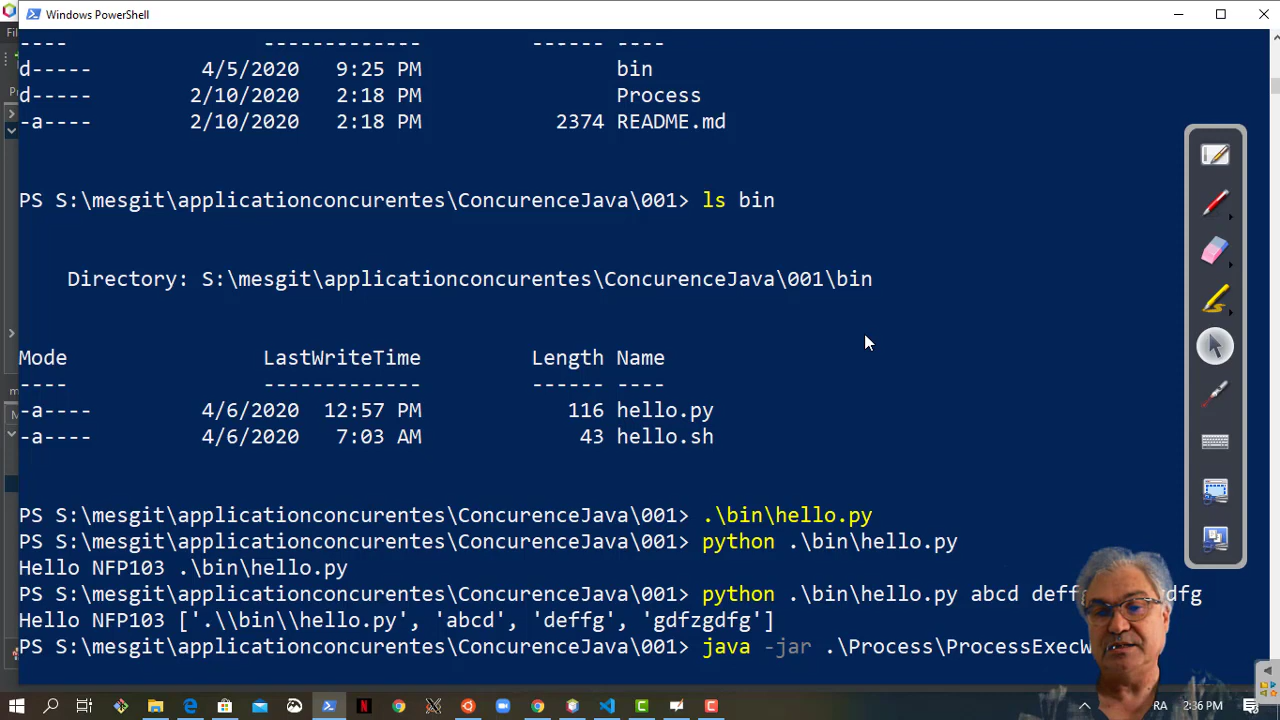 Windows PowerShell
Fil
---- ------------- ------ ----
d----- 4/5/2020 9:25 PM bin
d----- 2/10/2020 2:18 PM Process
-a---- 2/10/2020 2:18 PM 2374 README.md
PS S:\mesgit\applicationconcurentes\ConcurenceJava\001> ls bin
Directory: S:\mesgit\applicationconcurentes\ConcurenceJava\001\bin
Mode LastWriteTime Length Name
---- ------------- ------ ----
-a---- 4/6/2020 12:57 PM 116 hello.py
-a---- 4/6/2020 7:03 AM 43 hello.sh
PS S:\mesgit\applicationconcurentes\ConcurenceJava\001> .\bin\hello.py
PS S:\mesgit\applicationconcurentes\ConcurenceJava\001> python .\bin\hello.py
Hello NFP103 .\bin\hello.py
PS S:\mesgit\applicationconcurentes\ConcurenceJava\001> python .\bin\hello.py abcd deff
Hello NFP103 ['.\\bin\\hello.py', 'abcd', 'deffg', 'gdfzgdfg']
PS S:\mesgit\applicationconcurentes\ConcurenceJava\001> java -jar .\Process\ProcessExec
RA 2:36 PM